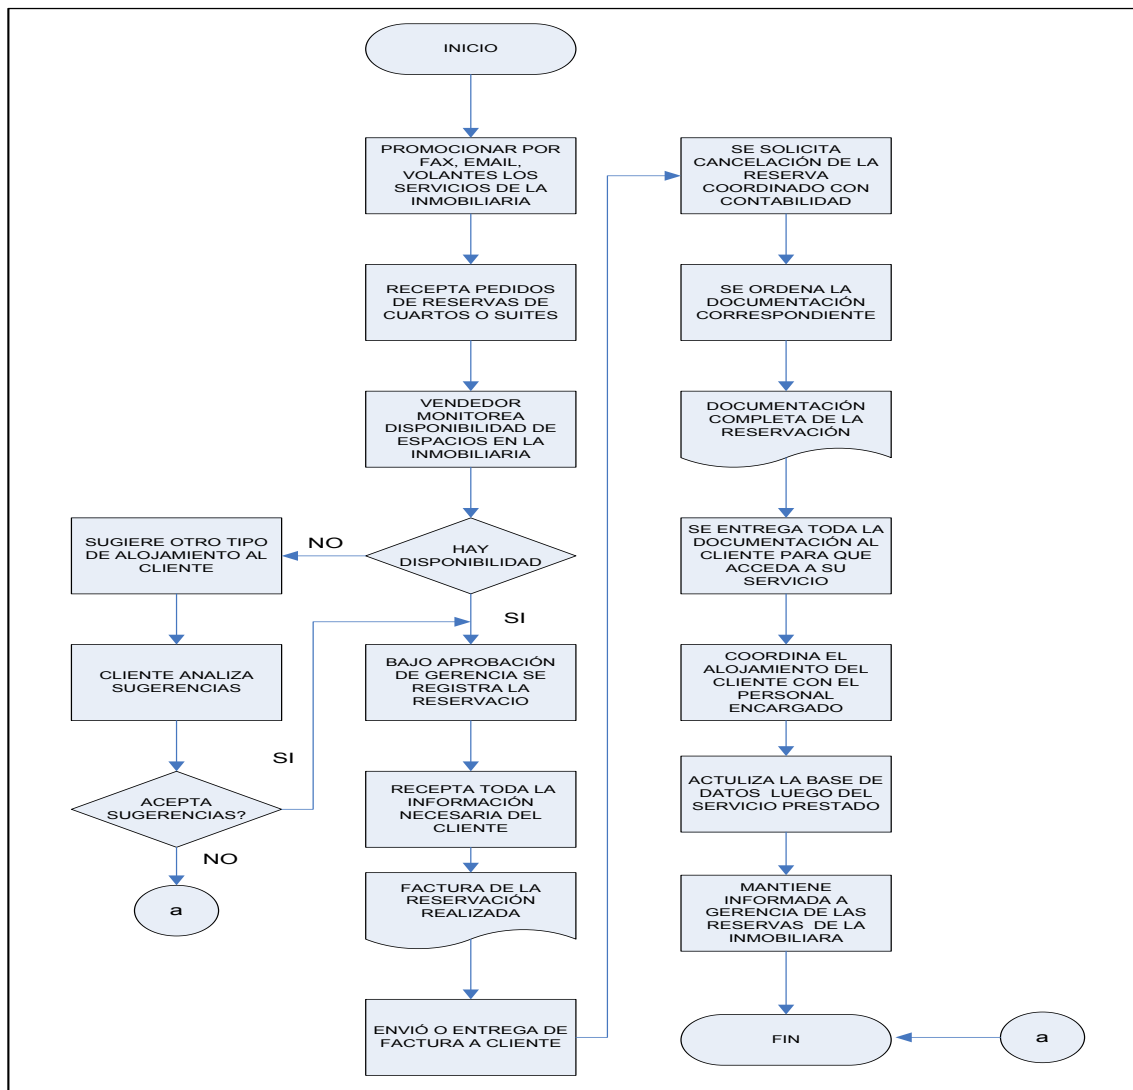 INICIO
PROMOCIONAR POR
FAX, EMAIL,
VOLANTES LOS
SERVICIOS DE LA
INMOBILIARIA
RECEPTA PEDIDOS
DE RESERVAS DE
CUARTOS O SUITES
VENDEDOR
MONITOREA
DISPONIBILIDAD DE
ESPACIOS EN LA
INMOBILIARIA
HAY
DISPONIBILIDAD
NO
SUGIERE OTRO TIPO
DE ALOJAMIENTO AL
CLIENTE
CLIENTE ANALIZA
SUGERENCIAS
ACEPTA
SUGERENCIAS?
SI
NO
a
SI
BAJO APROBACIÓN
DE GERENCIA SE
REGISTRA LA
RESERVACIO
RECEPTA TODA LA
INFORMACIÓN
NECESARIA DEL
CLIENTE
FACTURA DE LA
RESERVACIÓN
REALIZADA
ENVIÓ O ENTREGA DE
FACTURA A CLIENTE
SE SOLICITA
CANCELACIÓN DE LA
RESERVA
COORDINADO CON
CONTABILIDAD
SE ORDENA LA
DOCUMENTACIÓN
CORRESPONDIENTE
DOCUMENTACIÓN
COMPLETA DE LA
RESERVACIÓN
SE ENTREGA TODA LA
DOCUMENTACIÓN AL
CLIENTE PARA QUE
ACCEDA A SU
SERVICIO
COORDINA EL
ALOJAMIENTO DEL
CLIENTE CON EL
PERSONAL
ENCARGADO
ACTULIZA LA BASE DE
DATOS LUEGO DEL
SERVICIO PRESTADO
MANTIENE
INFORMADA A
GERENCIA DE LAS
RESERVAS DE LA
INMOBILIARA
FIN
a